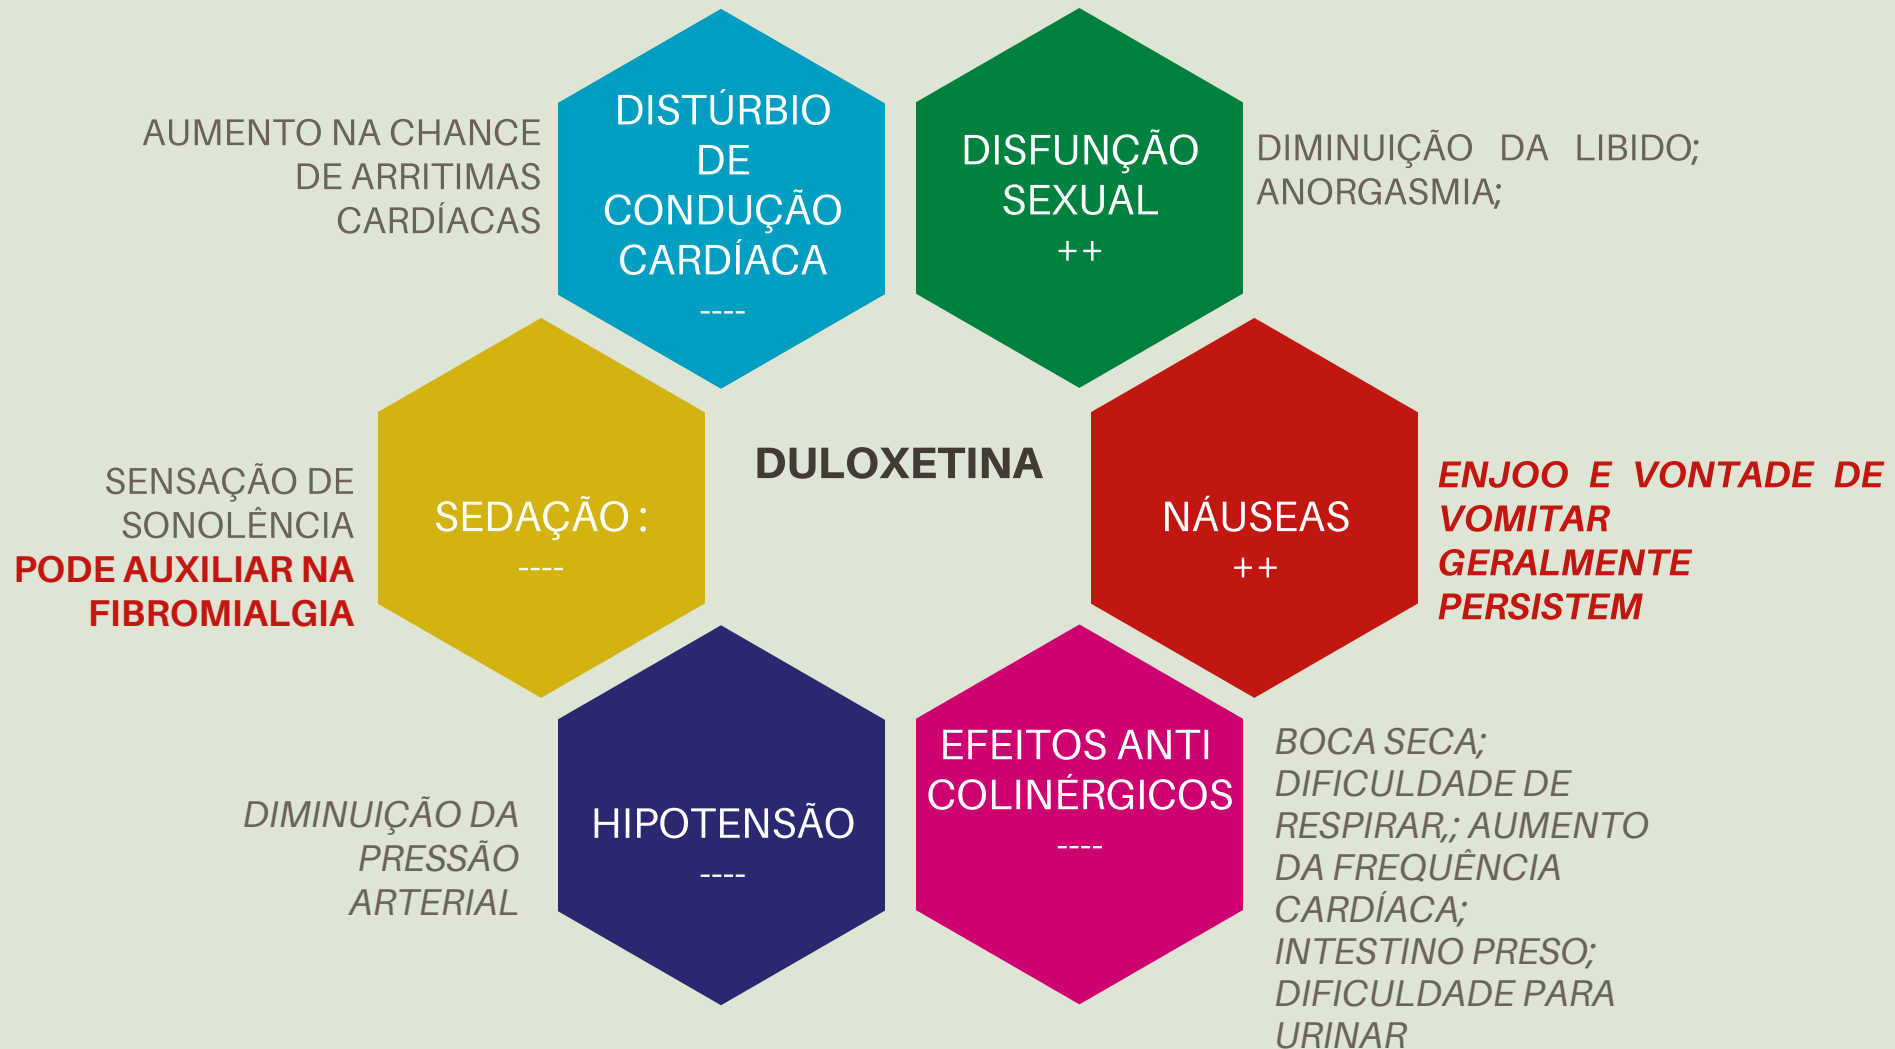 AUMENTO NA CHANCE
DE ARRITIMAS
CARDÍACAS
DISTÚRBIO
DE
CONDUÇÃO
CARDÍACA
----
DISFUNÇÃO
SEXUAL
++
DIMINUIÇÃO DA LIBIDO;
ANORGASMIA;
SENSAÇÃO DE
SONOLÊNCIA
PODE AUXILIAR NA
FIBROMIALGIA
SEDAÇÃO :
----
DULOXETINA
NÁUSEAS
++
ENJOO E VONTADE DE
VOMITAR
GERALMENTE
PERSISTEM
DIMINUIÇÃO DA
PRESSÃO
ARTERIAL
HIPOTENSÃO
----
EFEITOS ANTI
COLINÉRGICOS
----
BOCA SECA;
DIFICULDADE DE
RESPIRAR,; AUMENTO
DA FREQUÊNCIA
CARDÍACA;
INTESTINO PRESO;
DIFICULDADE PARA
URINAR